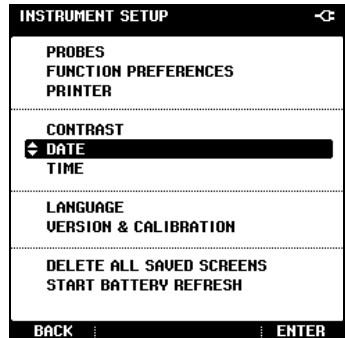 INSTRUMENT SETUP
PROBES
FUNCTION PREFERENCES
PRINTER
CONTRAST
DATE
TIME
LANGUAGE
VERSION & CALIBRATION
DELETE ALL SAVED SCREENS
START BATTERY REFRESH
BACK ENTER